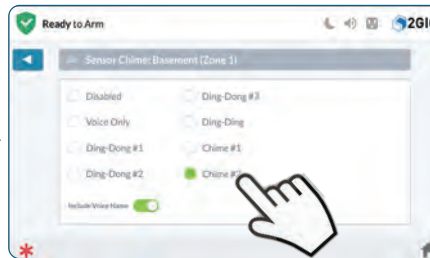 Ready to Arm
2GIG
Sensor Chime: Basement (Zone 1)
Disabled
Ding-Dong #3
Voice Only
Ding-Ding
Ding-Dong #1
Chime #1
Ding-Dong #2
Chime
Include Voice Name